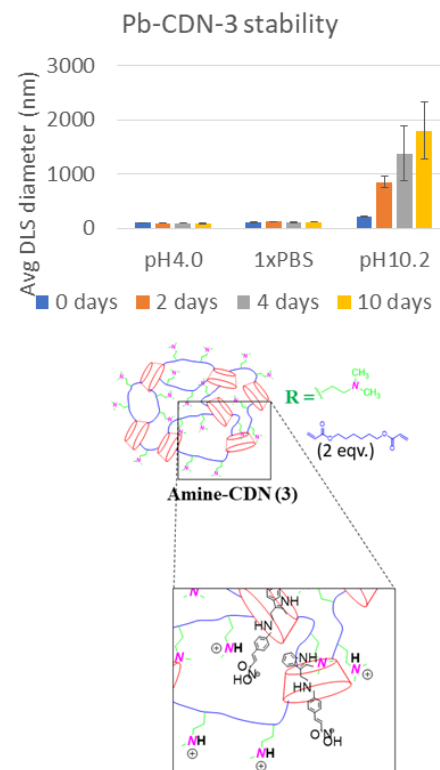 Pb-CDN-3 stability
Avg DLS diameter (nm)
3000
2000
1000
0
pH4.0 1xPBS pH10.2
0 days 2 days 4 days 10 days
R =
N
CH3
CH3
(2 eqv.)
Amine-CDN (3)
NH
HN
NH
HN
N
NH
NH
NH
NH
HO
OH